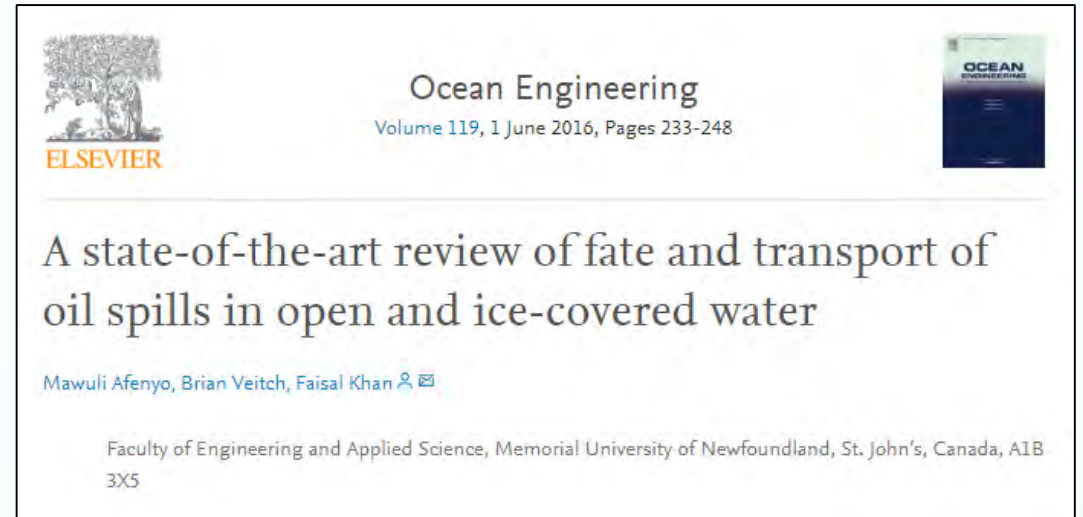 Ocean Engineering
Volume 119, 1 June 2016, Pages 233-248
ELSEVIER
OCEAN
ENGINEERING
A state-of-the-art review of fate and transport of
oil spills in open and ice-covered water
Mawuli Afenyo, Brian Veitch, Faisal Khan
Faculty of Engineering and Applied Science, Memorial University of Newfoundland, St. John's, Canada, A1B
3X5